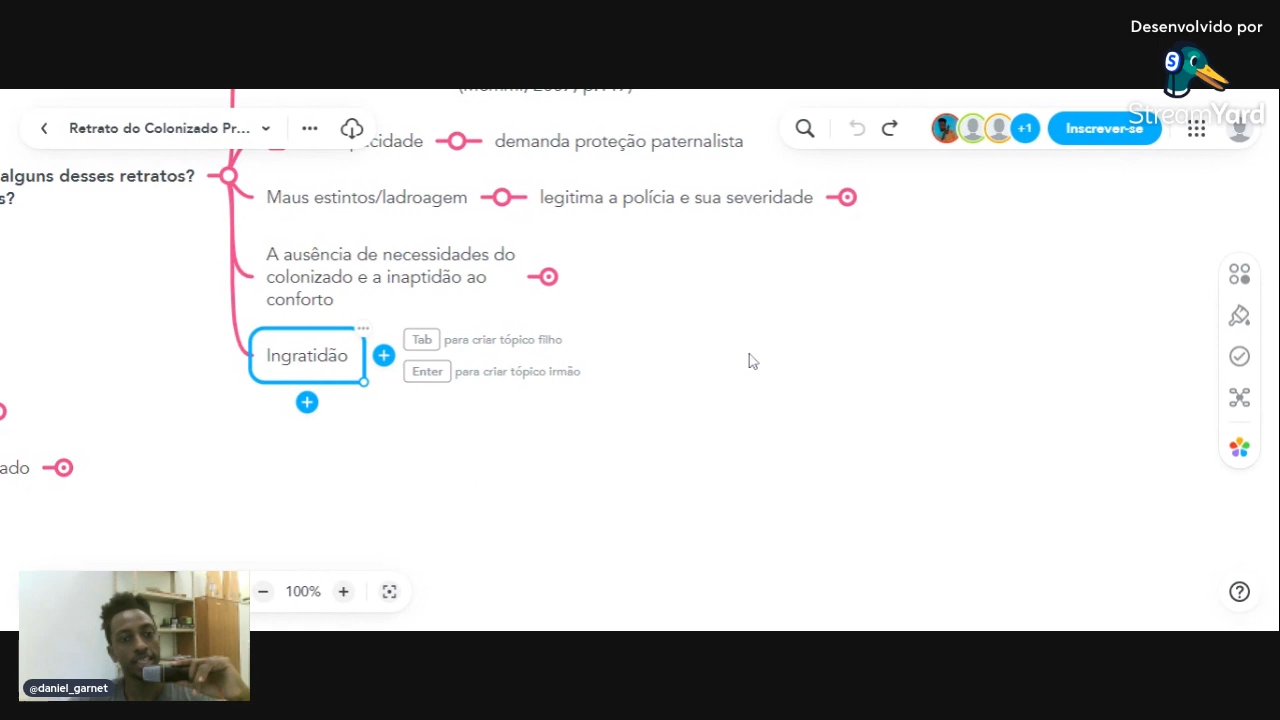 Desenvolvido por
StreamYard
Retrato do Colonizado Pr...
demanda proteção paternalista
Inscrever-se
+1
alguns desses retratos?
s?
Maus estintos/ladroagem
legitima a polícia e sua severidade
A ausência de necessidades do
colonizado e a inaptidão ao
conforto
Ingratidão
Tab para criar tópico filho
Enter para criar tópico irmão
ado
100%
@daniel_garnet